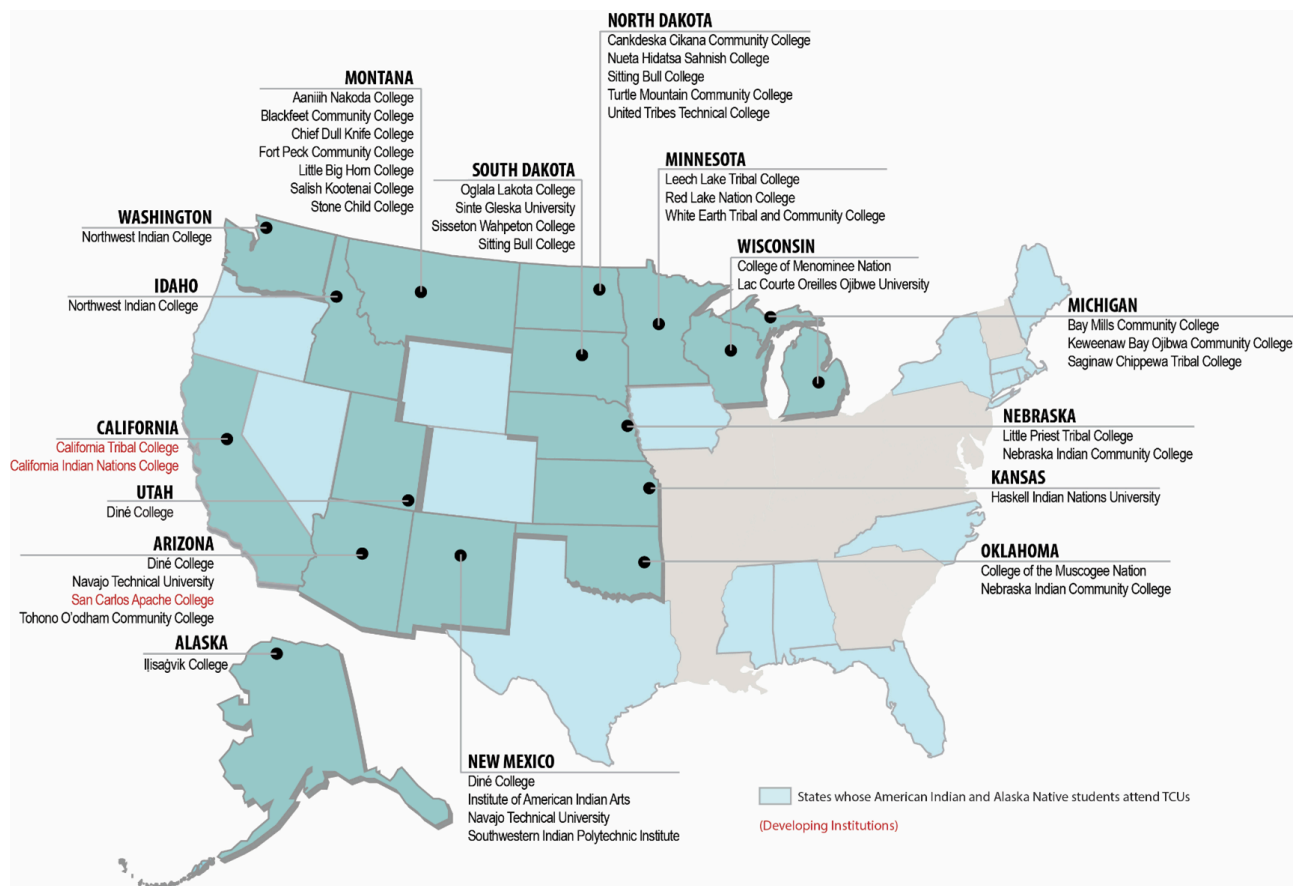 NORTH DAKOTA
Cankdeska Cikana Community College
Nueta Hidatsa Sahnish College
Sitting Bull College
Turtle Mountain Community College
United Tribes Technical College
MONTANA
Aaniiih Nakoda College
Blackfeet Community College
Chief Dull Knife College
Fort Peck Community College
Little Big Horn College
Salish Kootenai College
Stone Child College
SOUTH DAKOTA
Oglala Lakota College
Sinte Gleska University
Sisseton Wahpeton College
Sitting Bull College
MINNESOTA
Leech Lake Tribal College
Red Lake Nation College
White Earth Tribal and Community College
WASHINGTON
Northwest Indian College
WISCONSIN
College of Menominee Nation
Lac Courte Oreilles Ojibwe University
IDAHO
Northwest Indian College
MICHIGAN
Bay Mills Community College
Keweenaw Bay Ojibwa Community College
Saginaw Chippewa Tribal College
CALIFORNIA
California Tribal College
California Indian Nations College
NEBRASKA
Little Priest Tribal College
Nebraska Indian Community College
UTAH
Diné College
KANSAS
Haskell Indian Nations University
ARIZONA
Diné College
Navajo Technical University
San Carlos Apache College
Tohono O'odham Community College
OKLAHOMA
College of the Muscogee Nation
Nebraska Indian Community College
ALASKA
Iḷisaġvik College
NEW MEXICO
Diné College
Institute of American Indian Arts
Navajo Technical University
Southwestern Indian Polytechnic Institute
States whose American Indian and Alaska Native students attend TCUs
(Developing Institutions)